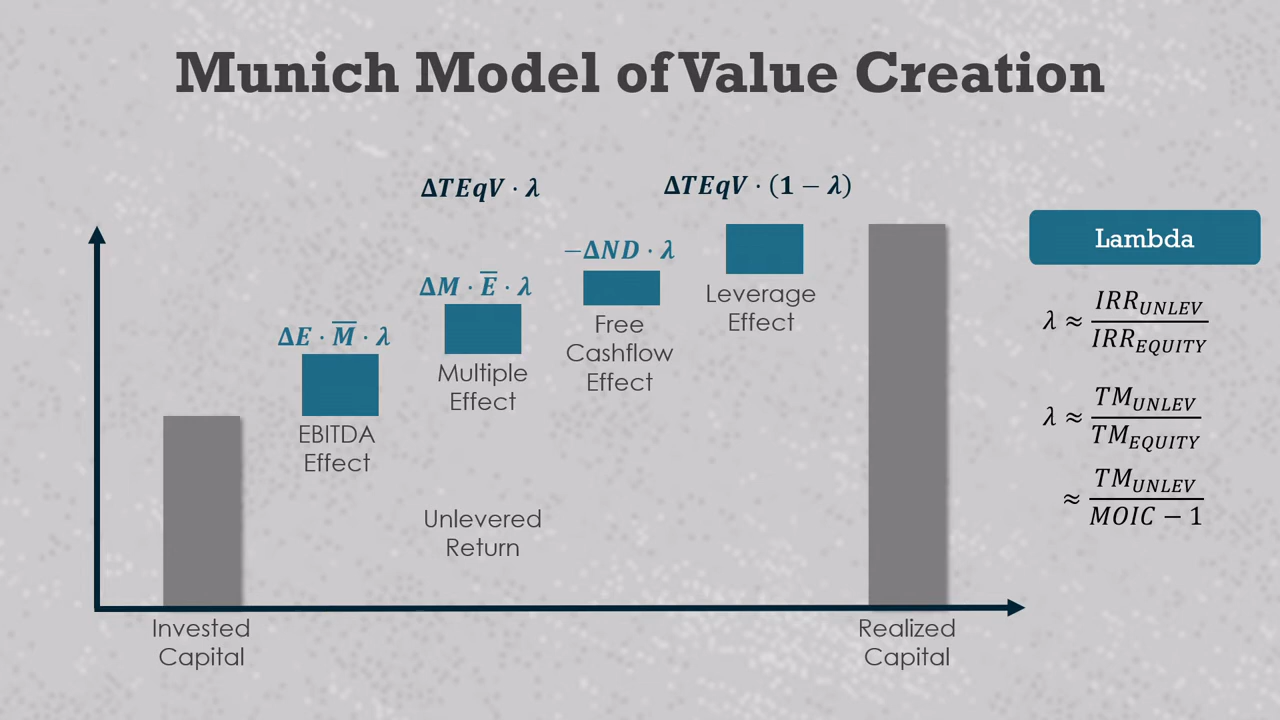 Munich Model of Value Creation
ΔTEqV · λ
ΔTEqV · (1 − λ)
−ΔND · λ
ΔM · E̅ · λ
ΔE · M̅ · λ
Leverage
Effect
Free
Cashflow
Effect
Multiple
Effect
EBITDA
Effect
Unlevered
Return
Invested
Capital
Realized
Capital
Lambda
λ ≈ IRR_UNLEV / IRR_EQUITY
λ ≈ TM_UNLEV / TM_EQUITY
≈ TM_UNLEV / MOIC − 1